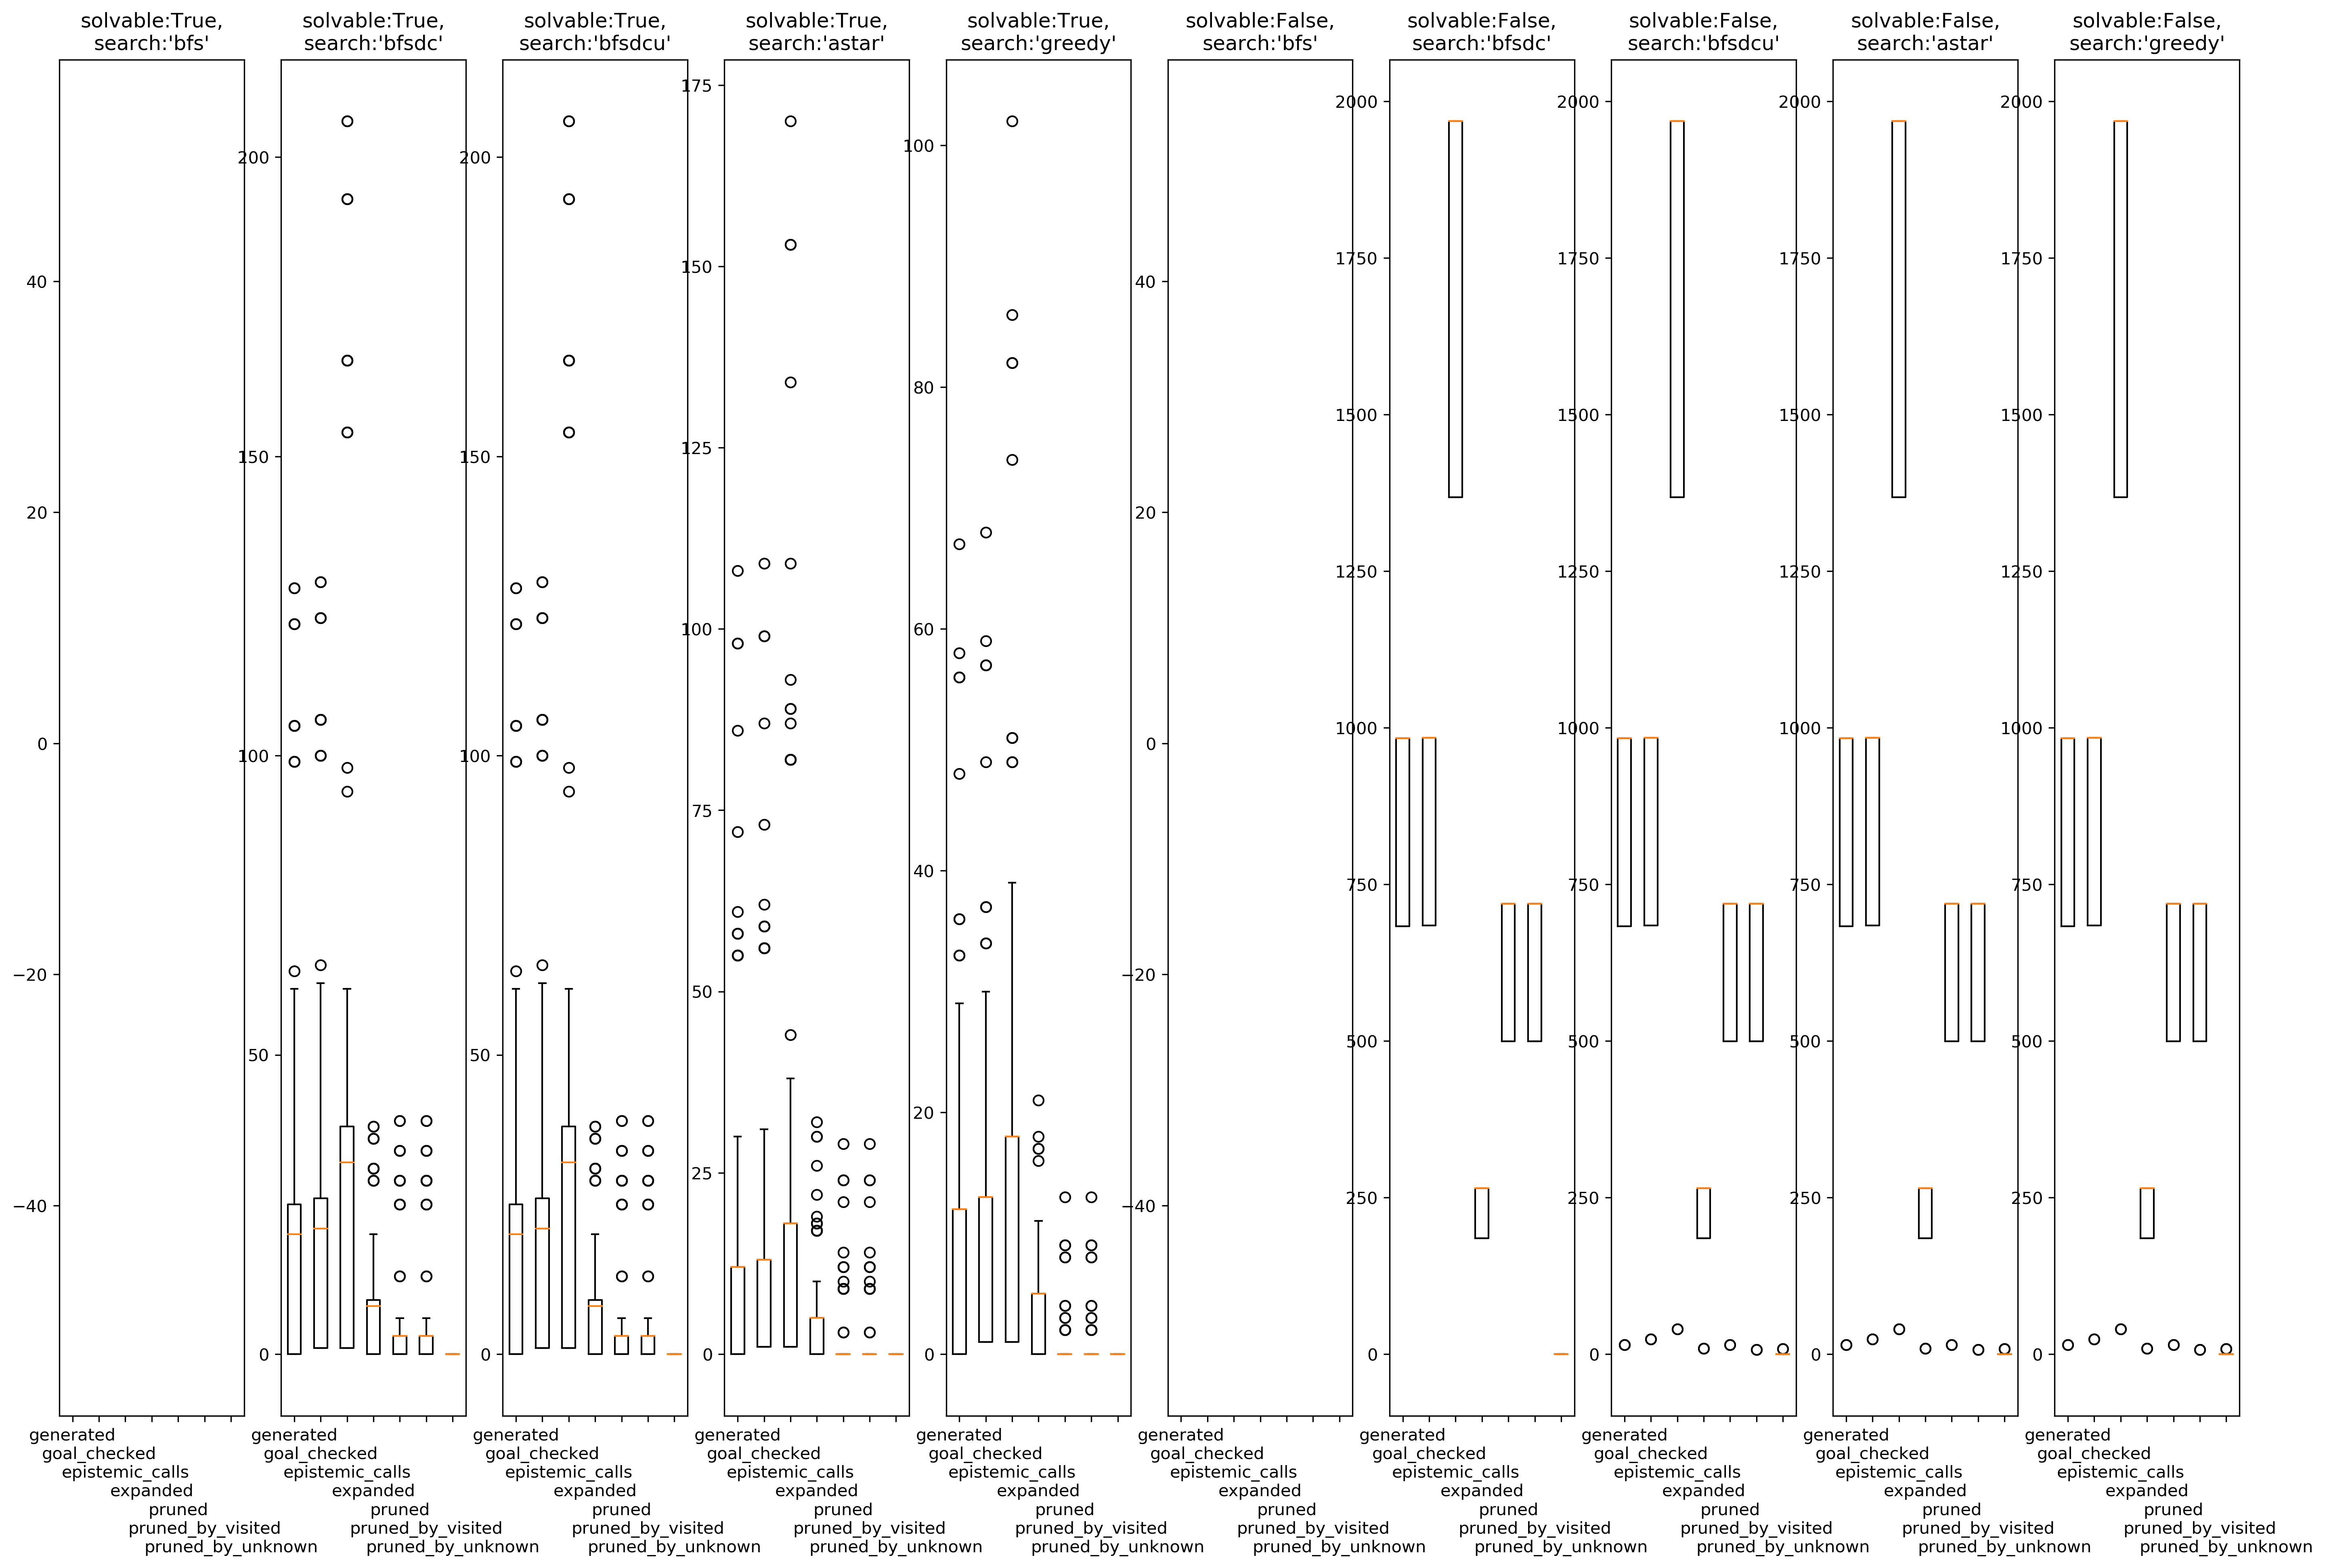 solvable:True,
search:'bfs'
solvable:True,
search:'bfsdc'
solvable:True,
search:'bfsdcu'
solvable:True,
search:'astar'
solvable:True,
search:'greedy'
solvable:False,
search:'bfs'
solvable:False,
search:'bfsdc'
solvable:False,
search:'bfsdcu'
solvable:False,
search:'astar'
solvable:False,
search:'greedy'
40
20
0
−20
−40
generated
goal_checked
epistemic_calls
expanded
pruned
pruned_by_visited
pruned_by_unknown
200
150
100
50
0
generated
goal_checked
epistemic_calls
expanded
pruned
pruned_by_visited
pruned_by_unknown
200
150
100
50
0
generated
goal_checked
epistemic_calls
expanded
pruned
pruned_by_visited
pruned_by_unknown
175
150
125
100
75
50
25
0
generated
goal_checked
epistemic_calls
expanded
pruned
pruned_by_visited
pruned_by_unknown
100
80
60
40
20
0
generated
goal_checked
epistemic_calls
expanded
pruned
pruned_by_visited
pruned_by_unknown
40
20
0
−20
−40
generated
goal_checked
epistemic_calls
expanded
pruned
pruned_by_visited
pruned_by_unknown
2000
1750
1500
1250
1000
750
500
250
0
generated
goal_checked
epistemic_calls
expanded
pruned
pruned_by_visited
pruned_by_unknown
2000
1750
1500
1250
1000
750
500
250
0
generated
goal_checked
epistemic_calls
expanded
pruned
pruned_by_visited
pruned_by_unknown
2000
1750
1500
1250
1000
750
500
250
0
generated
goal_checked
epistemic_calls
expanded
pruned
pruned_by_visited
pruned_by_unknown
2000
1750
1500
1250
1000
750
500
250
0
generated
goal_checked
epistemic_calls
expanded
pruned
pruned_by_visited
pruned_by_unknown